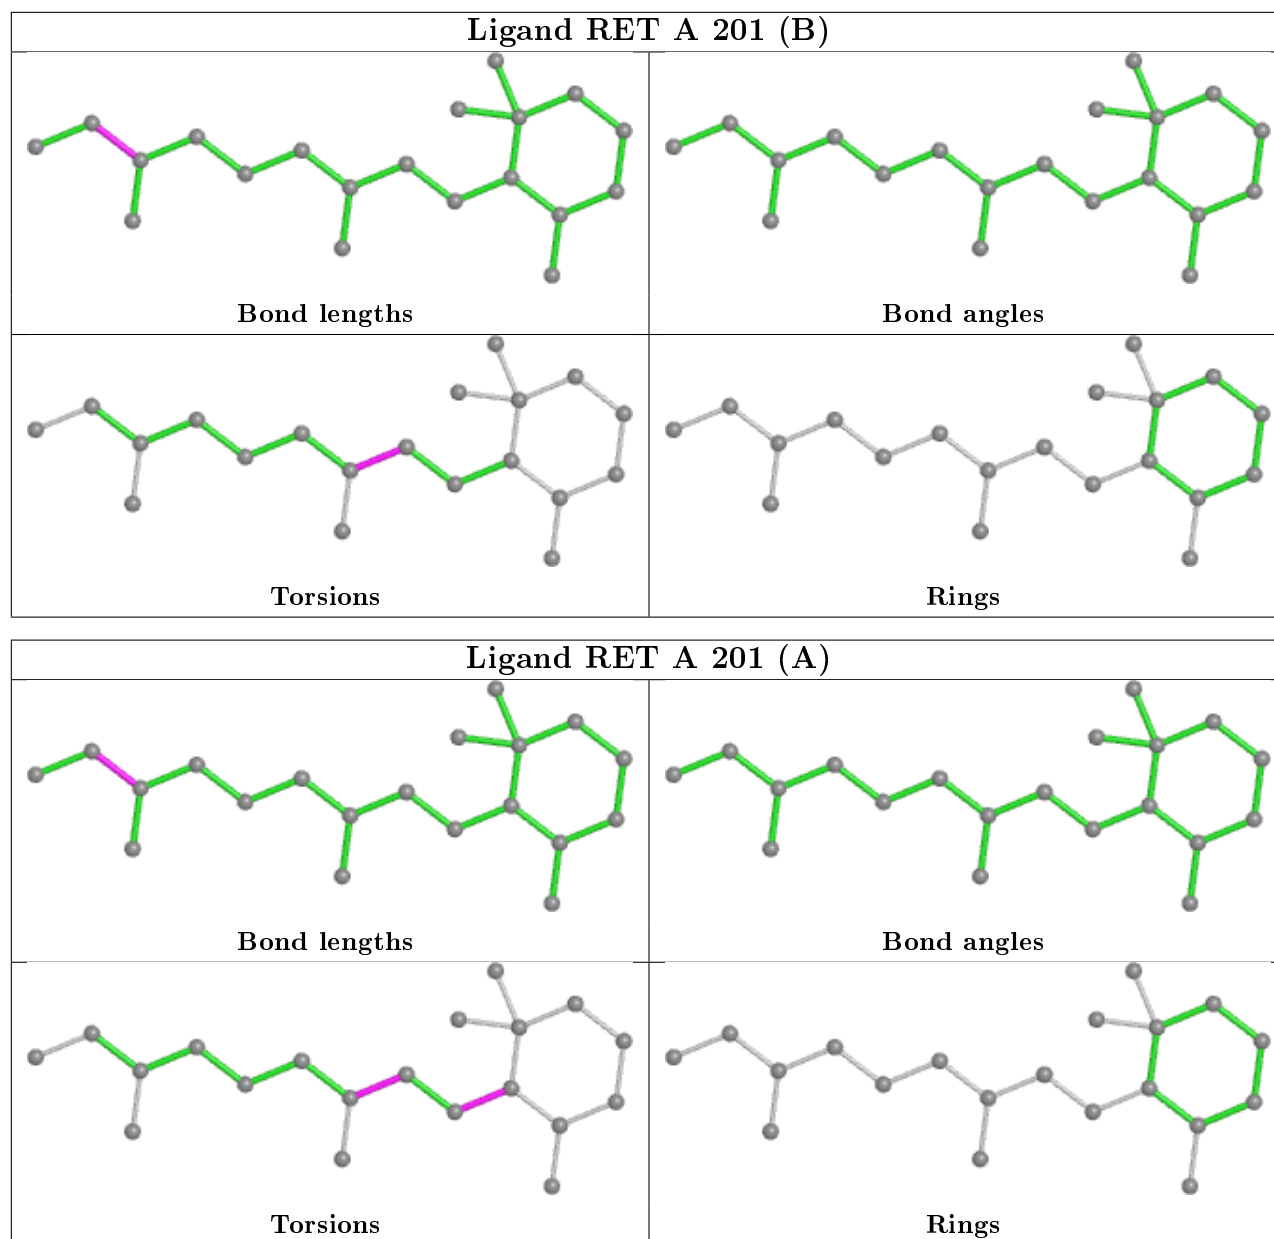 Ligand RET A 201 (B)
Bond lengths
Bond angles
Torsions
Rings
Ligand RET A 201 (A)
Bond lengths
Bond angles
Torsions
Rings